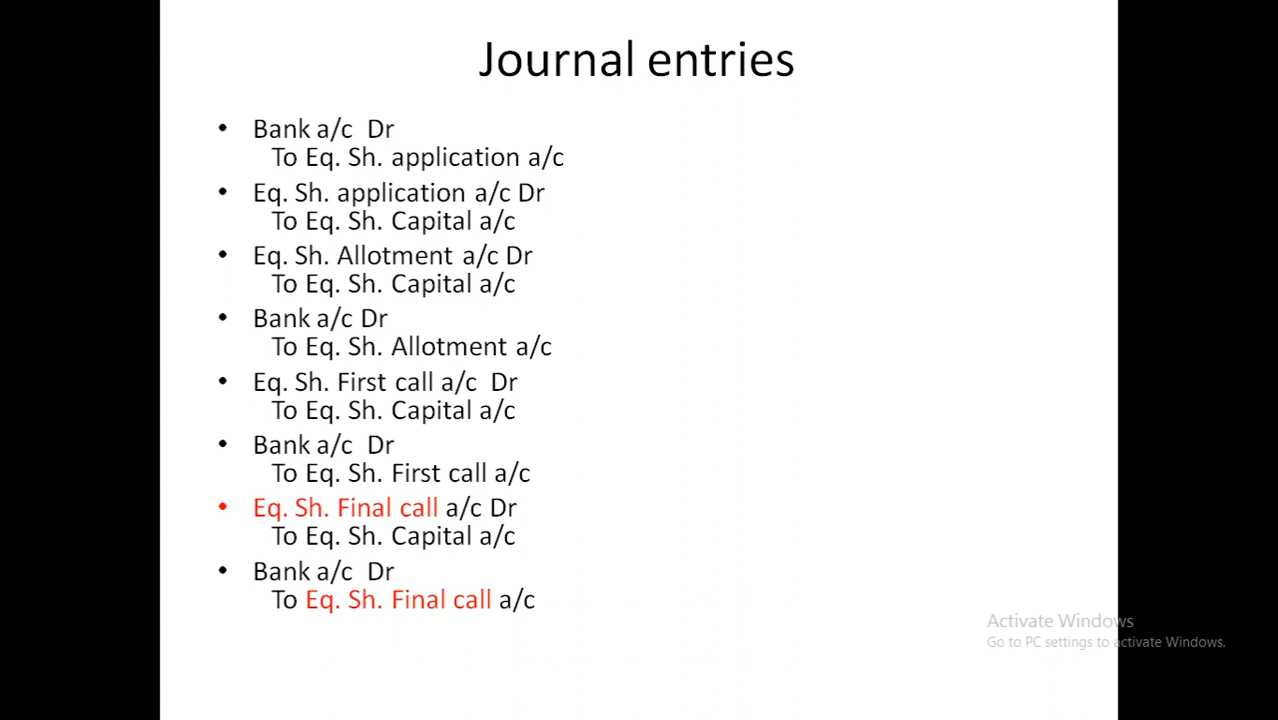 Journal entries
• Bank a/c Dr
To Eq. Sh. application a/c
• Eq. Sh. application a/c Dr
To Eq. Sh. Capital a/c
• Eq. Sh. Allotment a/c Dr
To Eq. Sh. Capital a/c
• Bank a/c Dr
To Eq. Sh. Allotment a/c
• Eq. Sh. First call a/c Dr
To Eq. Sh. Capital a/c
• Bank a/c Dr
To Eq. Sh. First call a/c
• Eq. Sh. Final call a/c Dr
To Eq. Sh. Capital a/c
• Bank a/c Dr
To Eq. Sh. Final call a/c
Activate Windows
Go to PC settings to activate Windows.